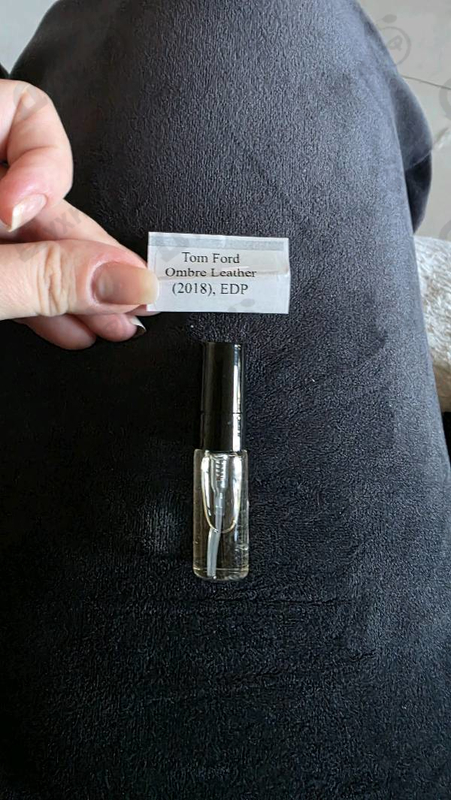 Tom Ford
Ombre Leather
(2018), EDP